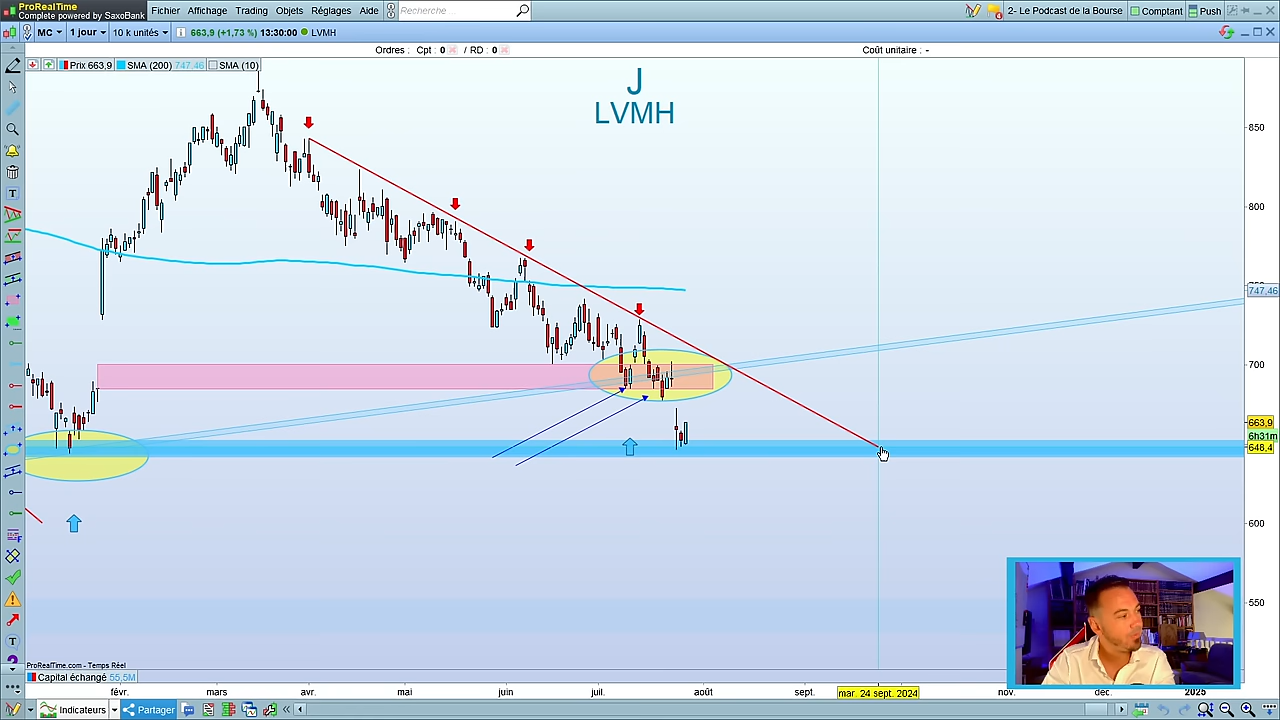 ProRealTime
Complete powered by SaxoBank
Fichier Affichage Trading Objets Réglages Aide Recherche... 2- Le Podcast de la Bourse Comptant Push
MC 1 jour 10 k unités 663,9 (+1,73 %) 13:30:00 LVMH
Ordres : Cpt : 0 / RD : 0 Coût unitaire : -
Prix 663,9 SMA (200) 747,46 SMA (10)
J
LVMH
850
800
747,46
700
663,9
6h31m
648,4
600
550
ProRealTime.com - Temps Réel
Capital échangé 55,5M
févr. mars avr. mai juin juil. août sept. mar. 24 sept. 2024 nov. déc. 2025
Indicateurs Partager